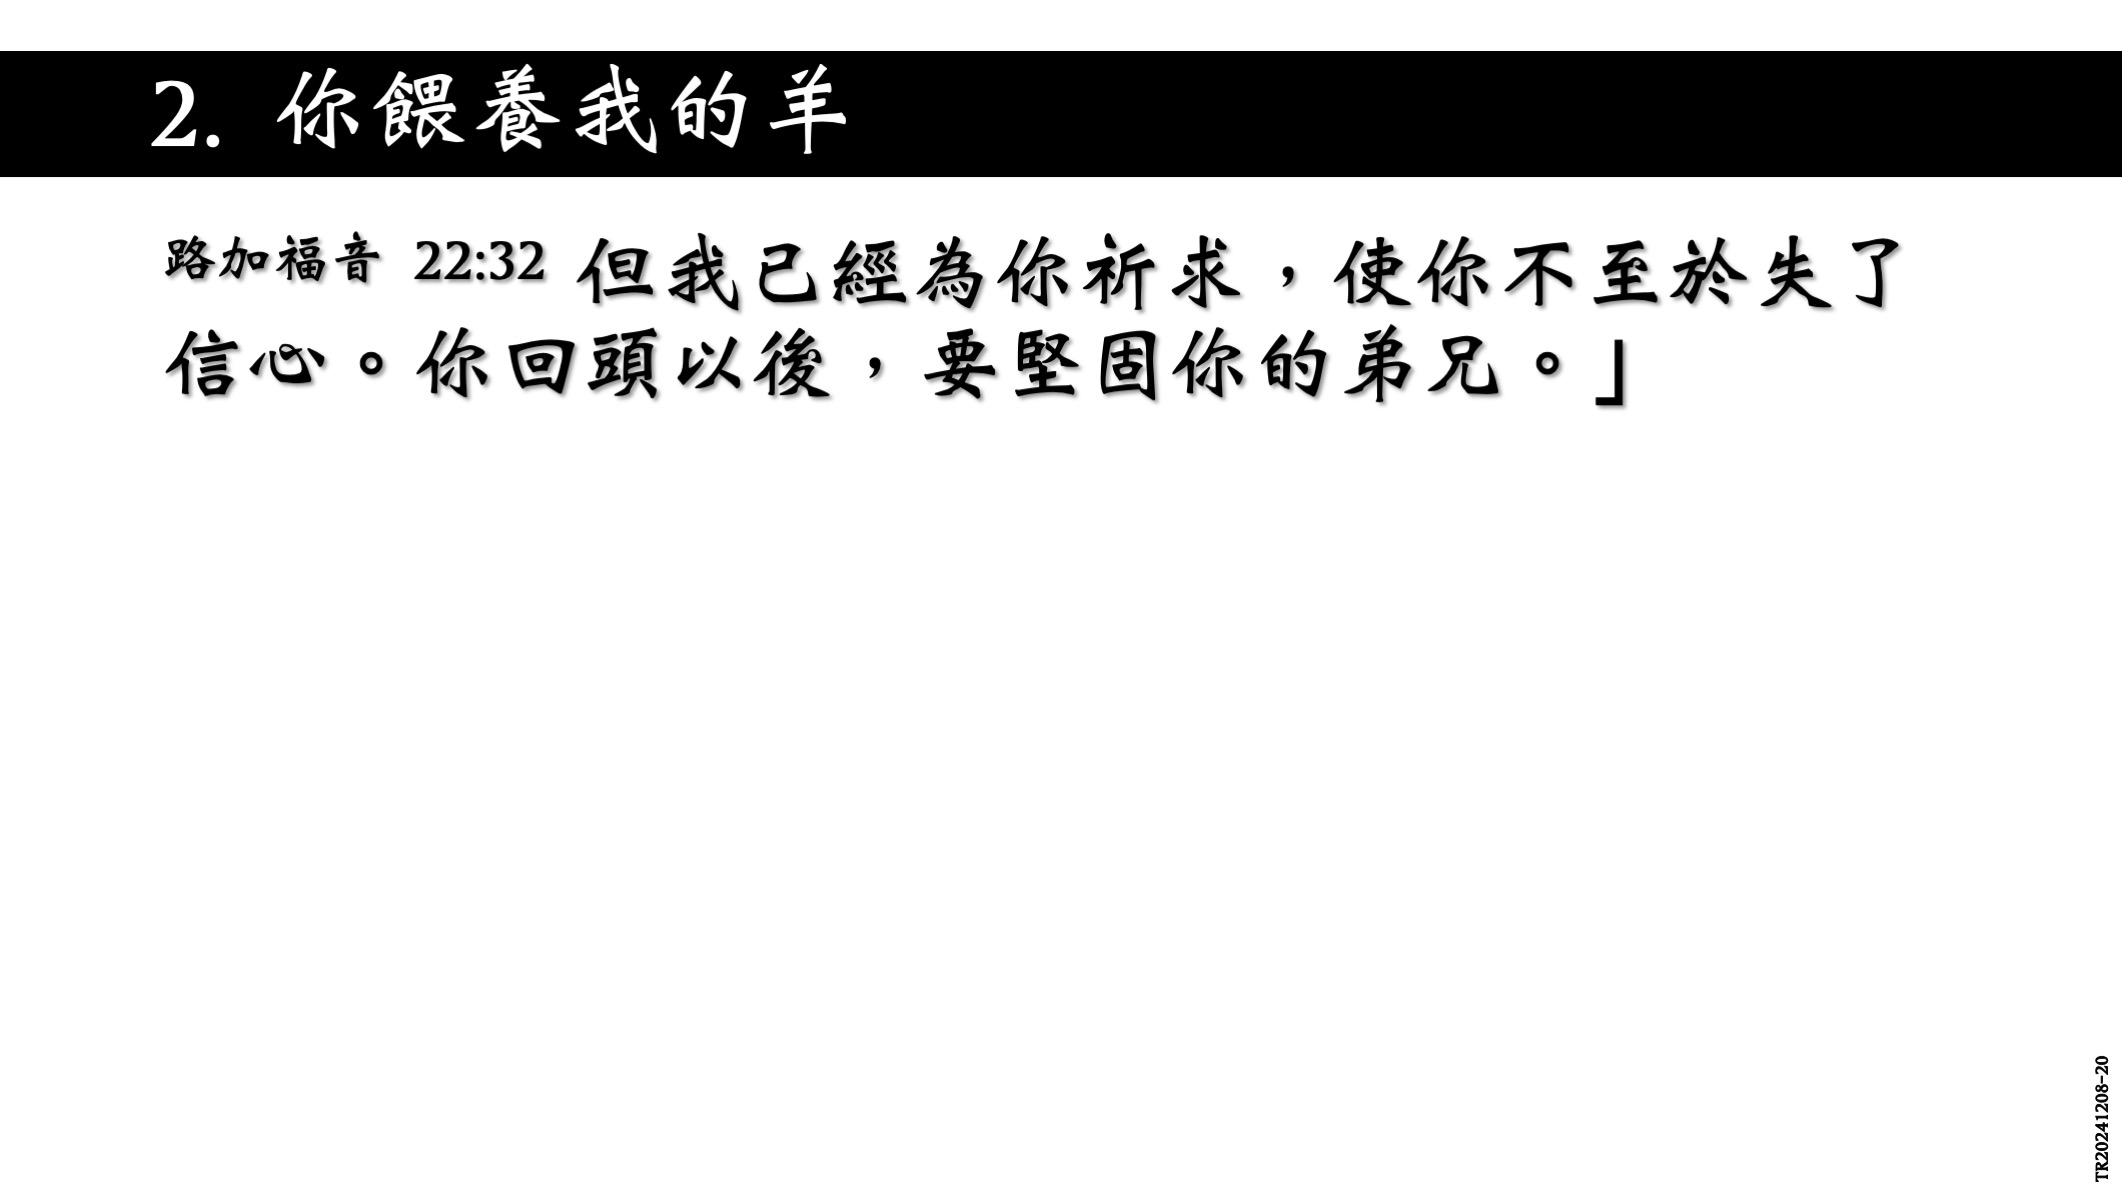 2. 你餵養我的羊
路加福音 22:32 但我已經為你祈求，使你不至於失了
信心。你回頭以後，要堅固你的弟兄。」
TR20241208-20